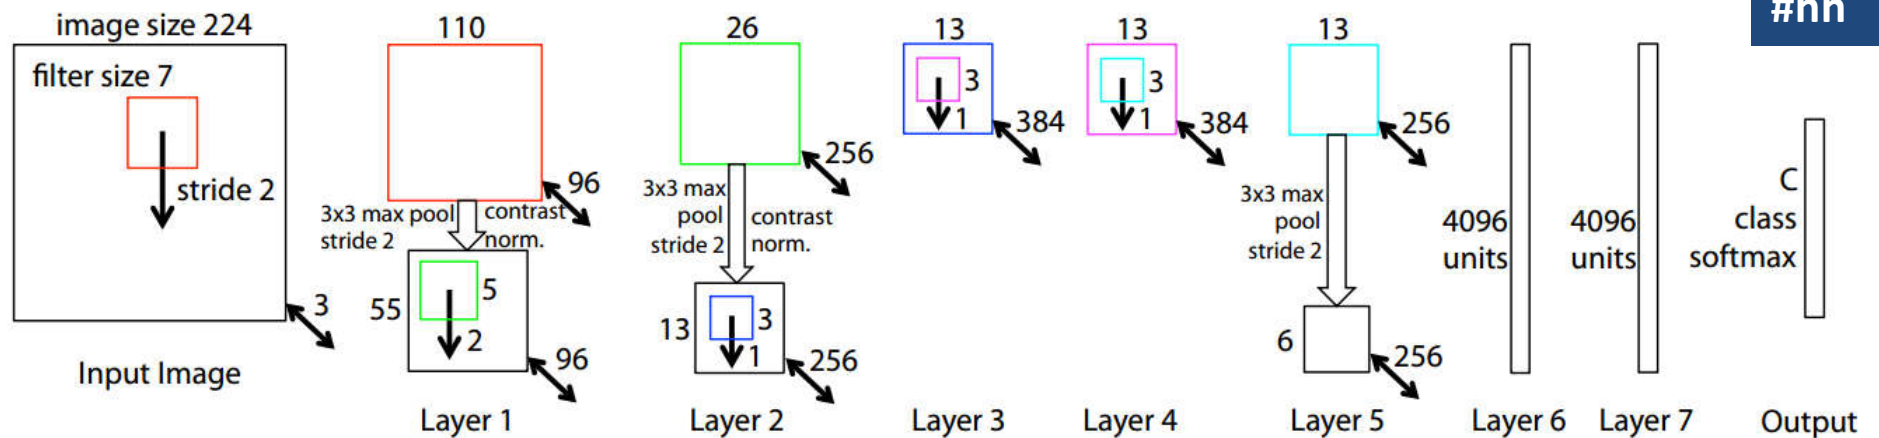 #nn
image size 224
filter size 7
stride 2
3
Input Image
110
96
3x3 max pool
stride 2
contrast
norm.
55
5
2
96
Layer 1
26
256
3x3 max
pool
stride 2
contrast
norm.
13
3
1
256
Layer 2
13
3
1
384
Layer 3
13
3
1
384
Layer 4
13
256
3x3 max
pool
stride 2
6
256
Layer 5
4096
units
Layer 6
4096
units
Layer 7
C
class
softmax
Output